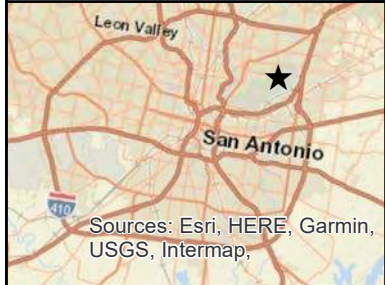 Leon Valley
San Antonio
410
Sources: Esri, HERE, Garmin,
USGS, Intermap,